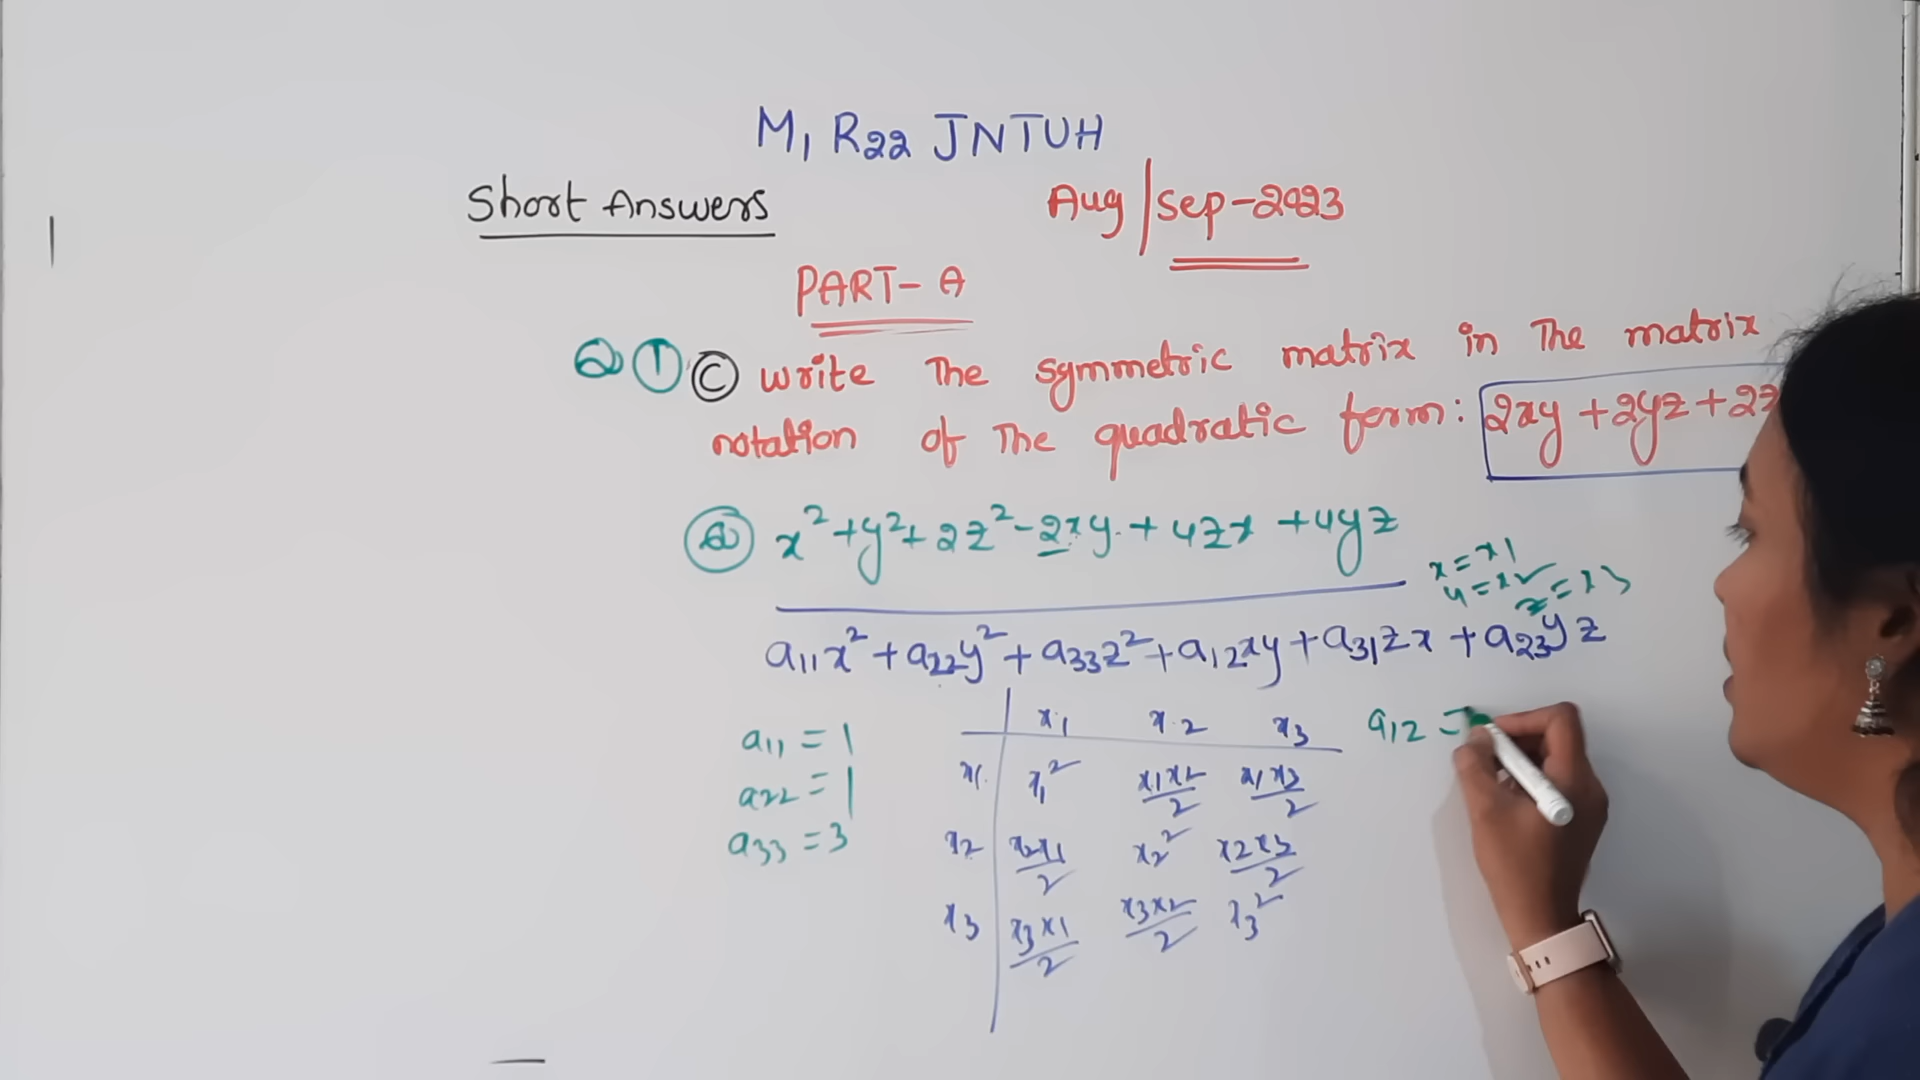 M1 R22 JNTUH
Short Answers
Aug/Sep-2023
PART-A
Q 1 C write The symmetric matrix in The matrix
notation of The quadratic form: 2xy + 2yz + 2z
x² + y² + 2z² - 2xy + 4zx + 4yz
x = x1
y = x2
z = x3
a11x² + a22y² + a33z² + a12xy + a31zx + a23yz
a11 = 1
a22 = 1
a33 = 3
x1 x2 x3
x1 x1² x1x2/2 x1x3/2
x2 x2x1/2 x2² x2x3/2
x3 x3x1/2 x3x2/2 x3²
a12 =